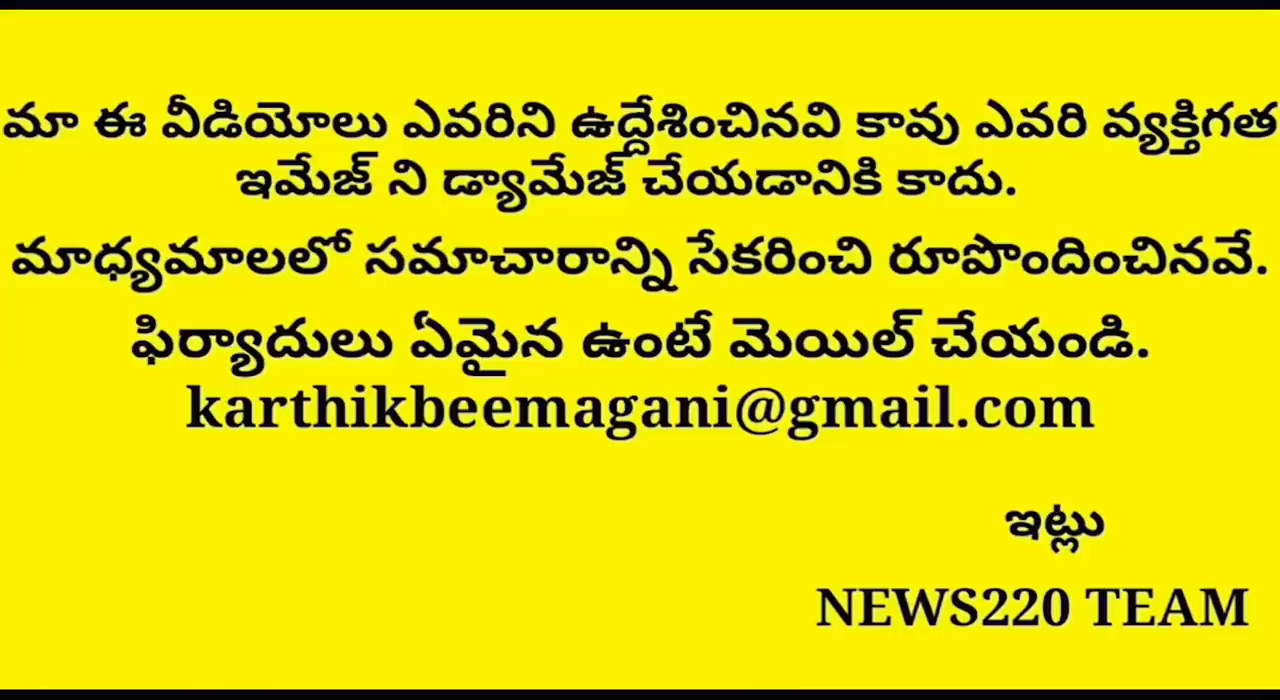 మా ఈ వీడియోలు ఎవరిని ఉద్దేశించినవి కావు ఎవరి వ్యక్తిగత
ఇమేజ్ ని డ్యామేజ్ చేయడానికి కాదు.
మాధ్యమాలలో సమాచారాన్ని సేకరించి రూపొందించినవే.
ఫిర్యాదులు ఏమైన ఉంటే మెయిల్ చేయండి.
karthikbeemagani@gmail.com
ఇట్లు
NEWS220 TEAM